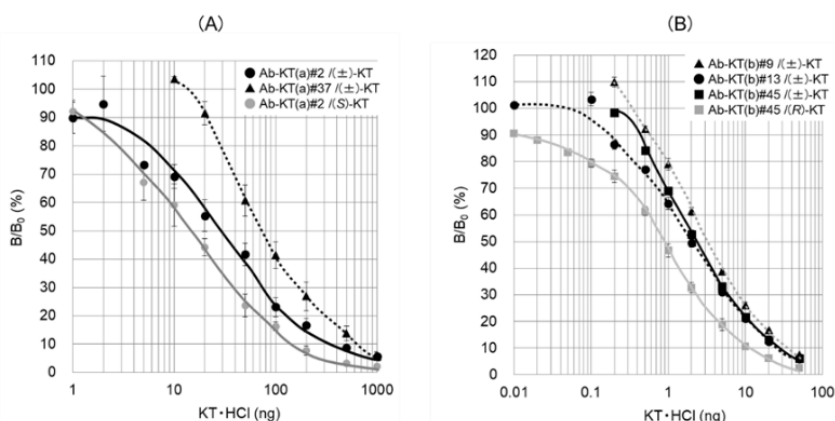 (A)
110
100
90
80
70
60
50
40
30
20
10
0
B/B₀ (%)
1
10
100
1000
KT・HCl (ng)
Ab-KT(a)#2 /(±)-KT
Ab-KT(a)#37 /(±)-KT
Ab-KT(a)#2 /(S)-KT
(B)
120
110
100
90
80
70
60
50
40
30
20
10
0
B/B₀ (%)
0.01
0.1
1
10
100
KT・HCl (ng)
Ab-KT(b)#9 /(±)-KT
Ab-KT(b)#13 /(±)-KT
Ab-KT(b)#45 /(±)-KT
Ab-KT(b)#45 /(R)-KT